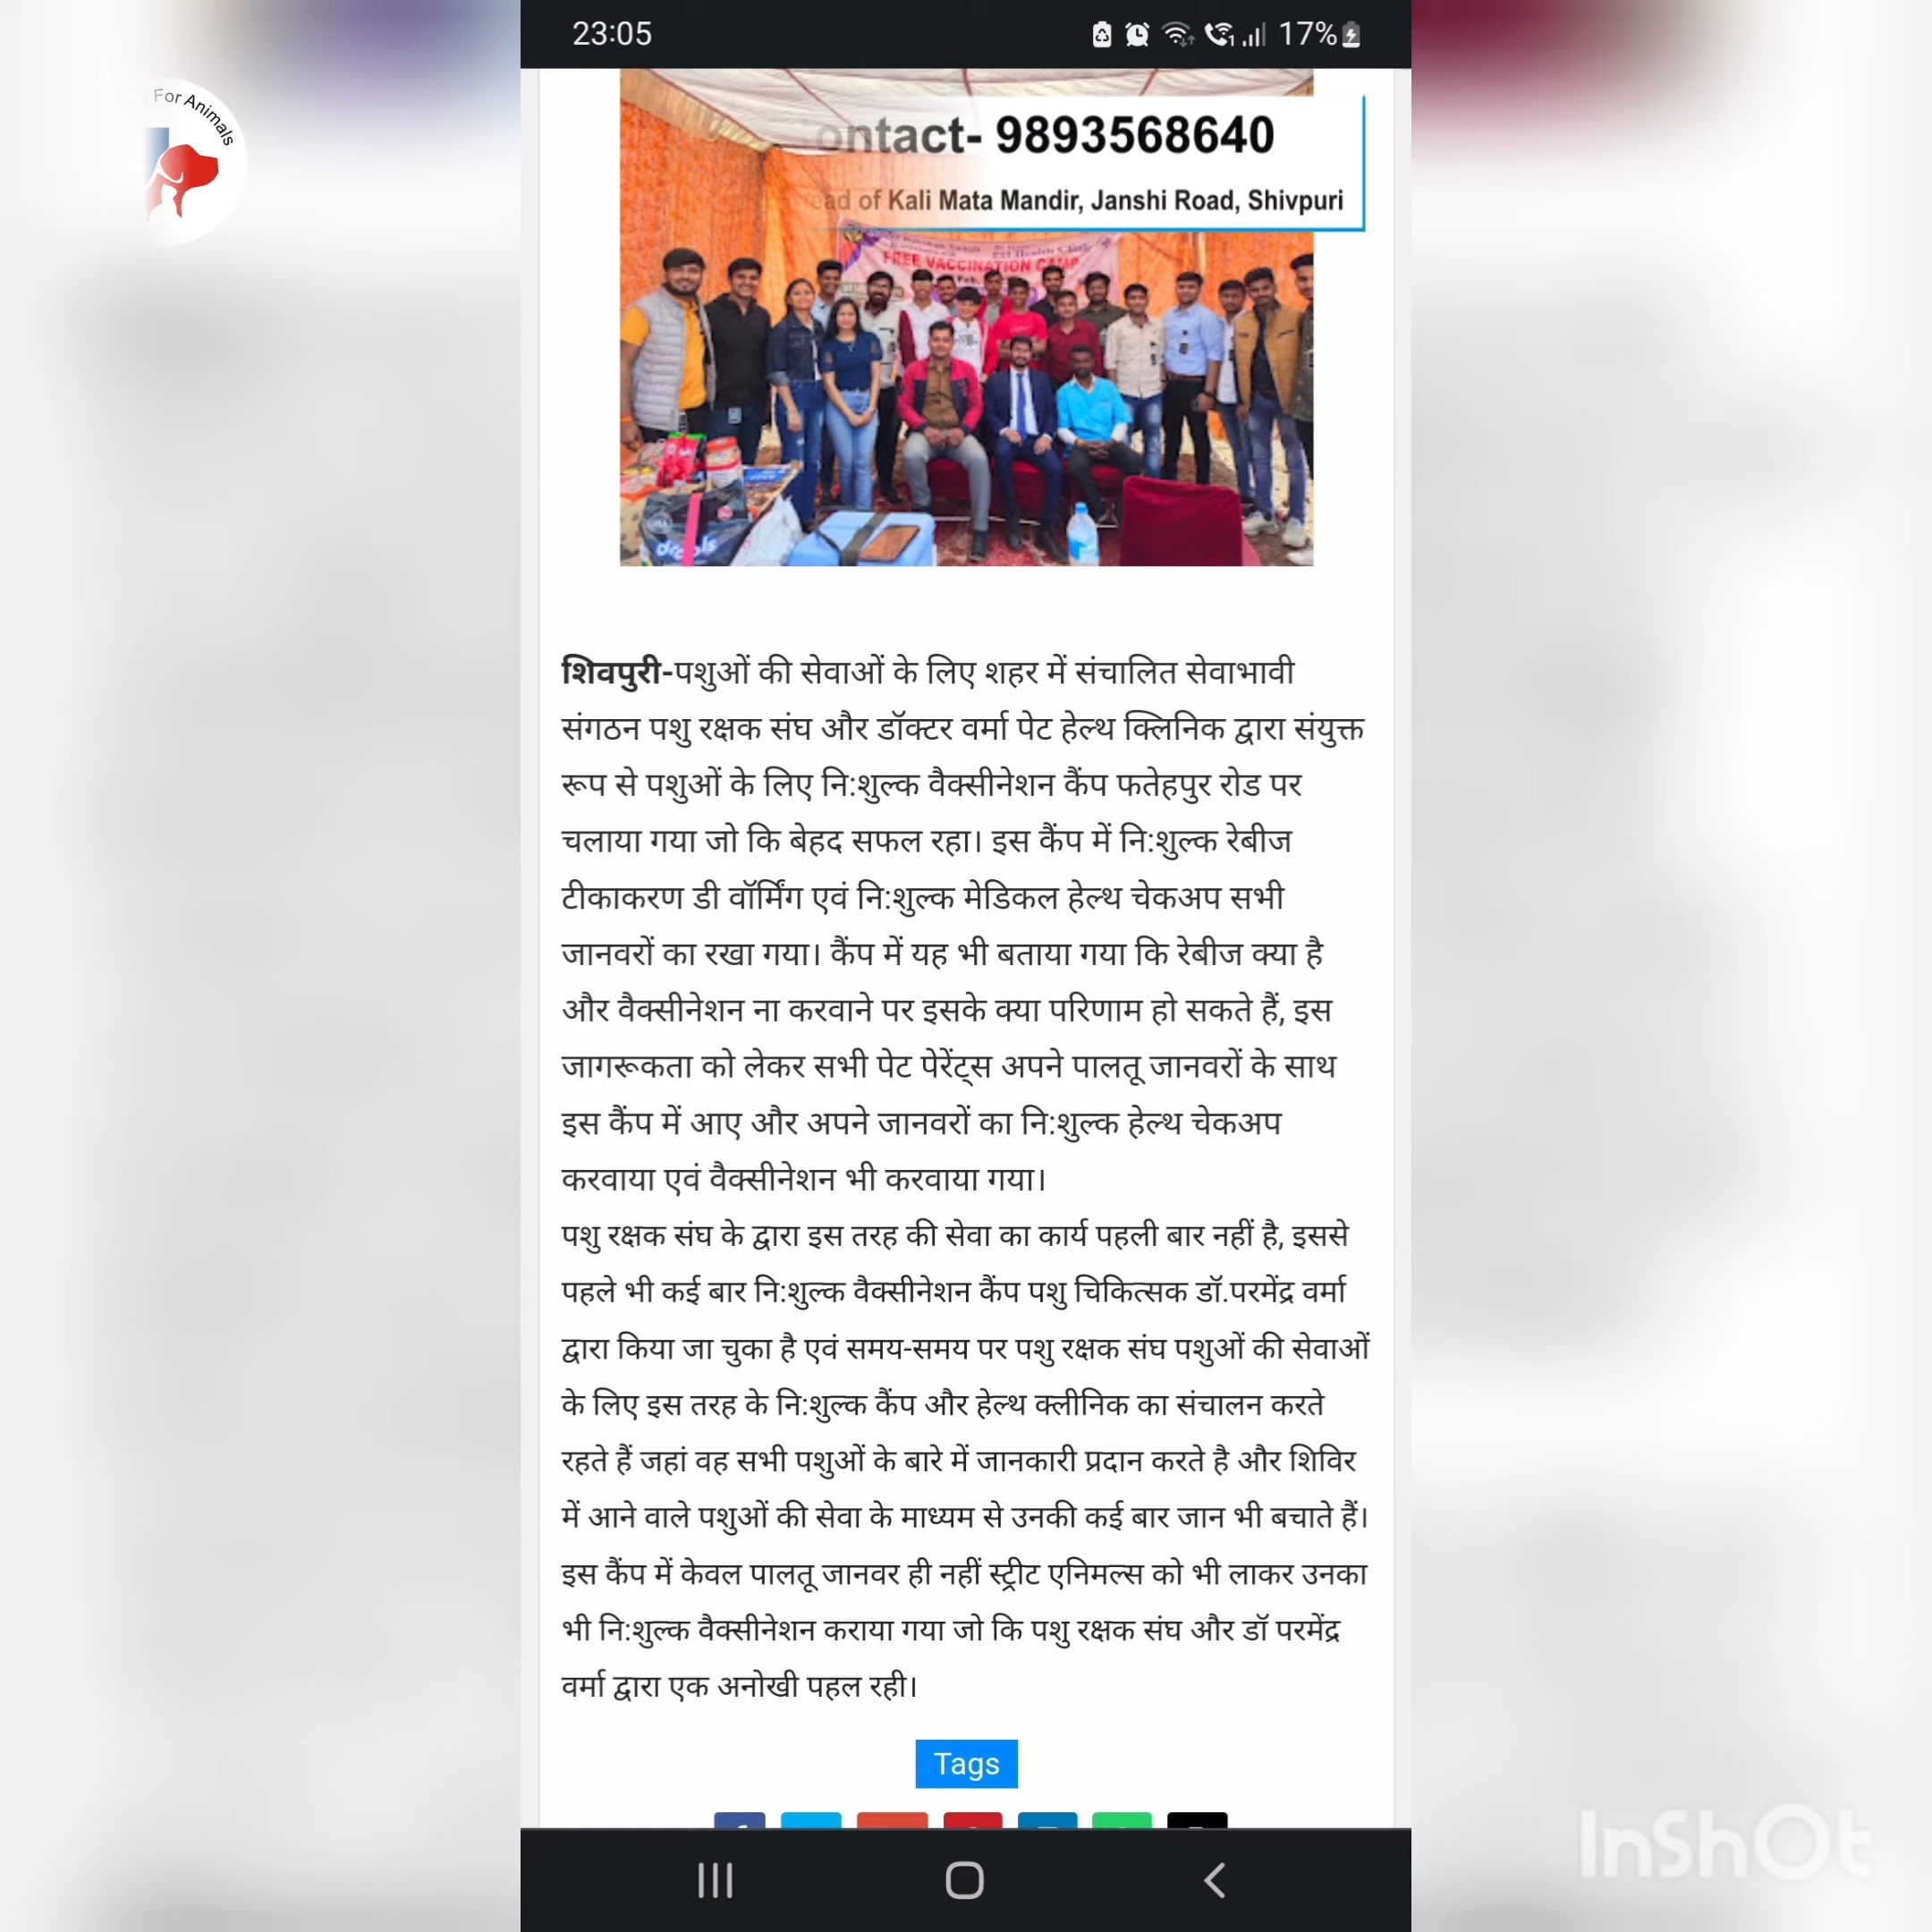 For Animals
23:05
17%
ontact- 9893568640
ead of Kali Mata Mandir, Janshi Road, Shivpuri
FREE VACCINATION CAMP
drools
शिवपुरी-पशुओं की सेवाओं के लिए शहर में संचालित सेवाभावी
संगठन पशु रक्षक संघ और डॉक्टर वर्मा पेट हेल्थ क्लिनिक द्वारा संयुक्त
रूप से पशुओं के लिए नि:शुल्क वैक्सीनेशन कैंप फतेहपुर रोड पर
चलाया गया जो कि बेहद सफल रहा। इस कैंप में नि:शुल्क रेबीज
टीकाकरण डी वॉर्मिंग एवं नि:शुल्क मेडिकल हेल्थ चेकअप सभी
जानवरों का रखा गया। कैंप में यह भी बताया गया कि रेबीज क्या है
और वैक्सीनेशन ना करवाने पर इसके क्या परिणाम हो सकते हैं, इस
जागरूकता को लेकर सभी पेट पेरेंट्स अपने पालतू जानवरों के साथ
इस कैंप में आए और अपने जानवरों का नि:शुल्क हेल्थ चेकअप
करवाया एवं वैक्सीनेशन भी करवाया गया।
पशु रक्षक संघ के द्वारा इस तरह की सेवा का कार्य पहली बार नहीं है, इससे
पहले भी कई बार नि:शुल्क वैक्सीनेशन कैंप पशु चिकित्सक डॉ.परमेंद्र वर्मा
द्वारा किया जा चुका है एवं समय-समय पर पशु रक्षक संघ पशुओं की सेवाओं
के लिए इस तरह के नि:शुल्क कैंप और हेल्थ क्लीनिक का संचालन करते
रहते हैं जहां वह सभी पशुओं के बारे में जानकारी प्रदान करते है और शिविर
में आने वाले पशुओं की सेवा के माध्यम से उनकी कई बार जान भी बचाते हैं।
इस कैंप में केवल पालतू जानवर ही नहीं स्ट्रीट एनिमल्स को भी लाकर उनका
भी नि:शुल्क वैक्सीनेशन कराया गया जो कि पशु रक्षक संघ और डॉ परमेंद्र
वर्मा द्वारा एक अनोखी पहल रही।
Tags
InShOt